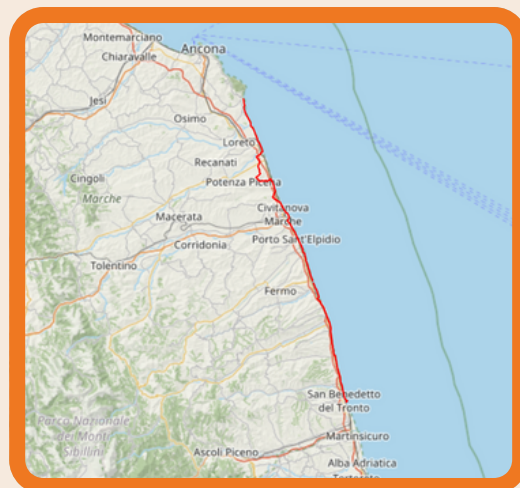 Montemarciano
Ancona
Chiaravalle
Jesi
Osimo
Loreto
Recanati
Cingoli
Potenza Picena
Marche
Civitanova
Marche
Macerata
Porto Sant'Elpidio
Corridonia
Tolentino
Fermo
San Benedetto
del Tronto
Parco Nazionale
dei Monti
Sibillini
Martinsicuro
Ascoli Piceno
Alba Adriatica